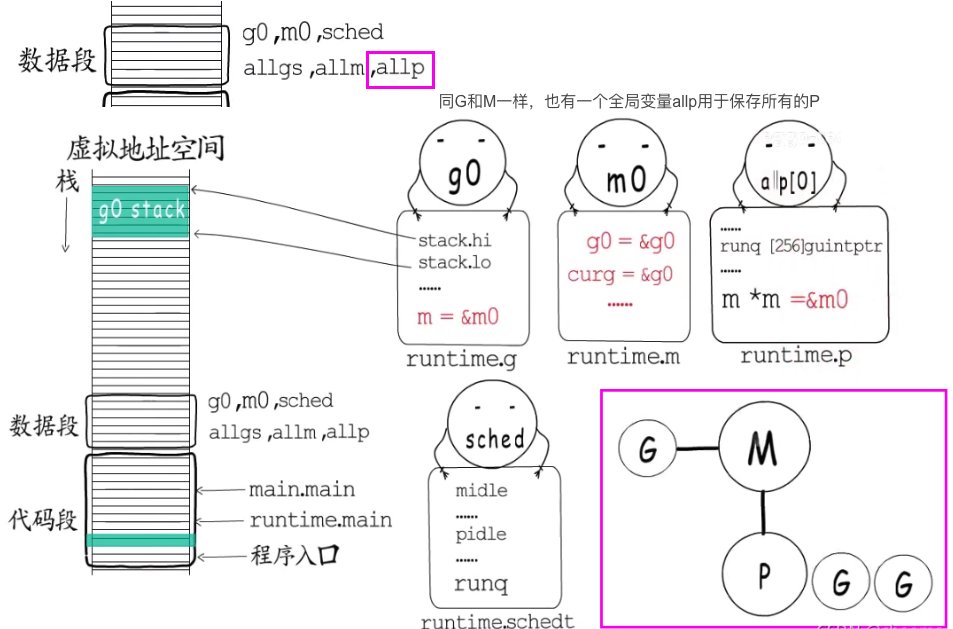 数据段
g0,m0,sched
allgs,allm,allp
同G和M一样，也有一个全局变量allp用于保存所有的P
虚拟地址空间
栈
g0 stack
g0
stack.hi
stack.lo
......
m = &m0
runtime.g
m0
g0 = &g0
curg = &g0
......
runtime.m
allp[0]
......
runq [256]guintptr
......
m *m =&m0
runtime.p
数据段
g0,m0,sched
allgs,allm,allp
代码段
main.main
runtime.main
程序入口
sched
midle
......
pidle
......
runq
runtime.schedt
G
M
P
G
G